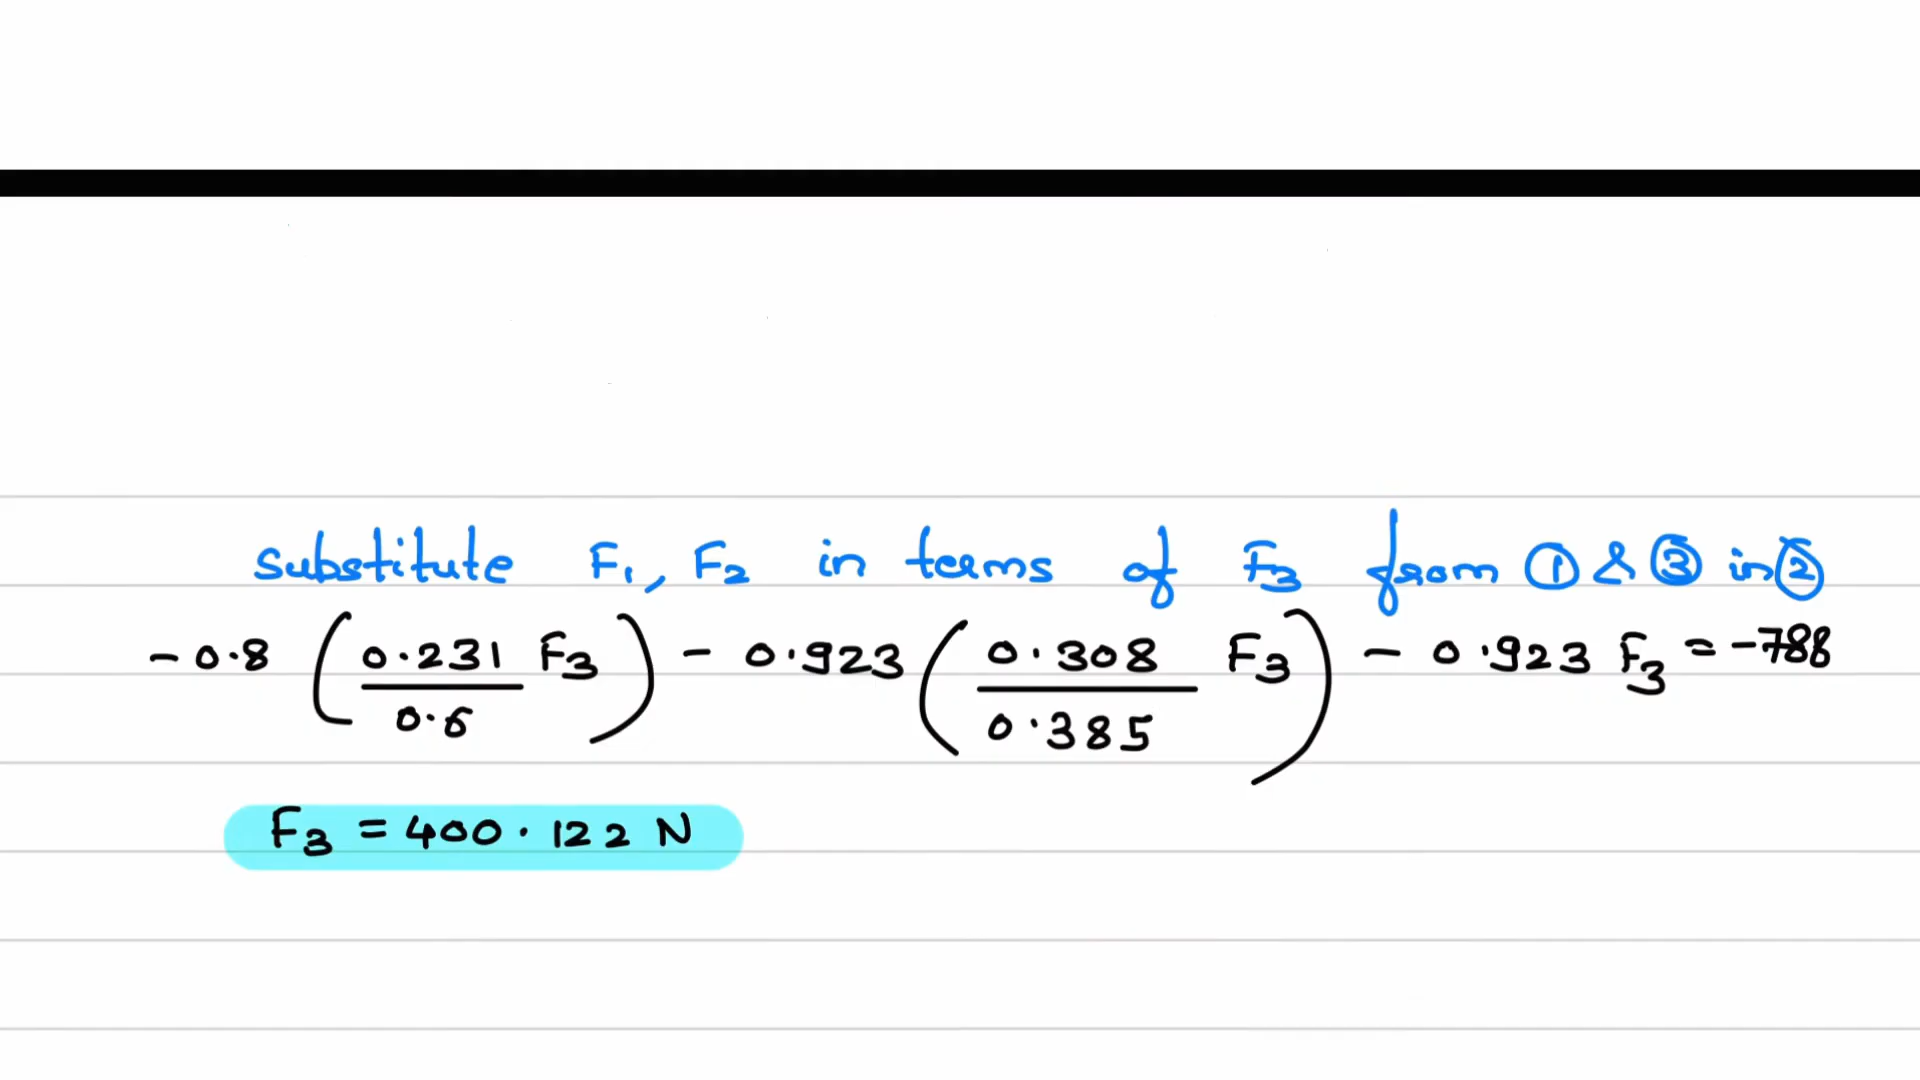 substitute F₁, F₂ in terms of F₃ from ① & ③ in ②
-0.8 (0.231/0.6 F₃) - 0.923 (0.308/0.385 F₃) - 0.923 F₃ = -788
F₃ = 400.122 N